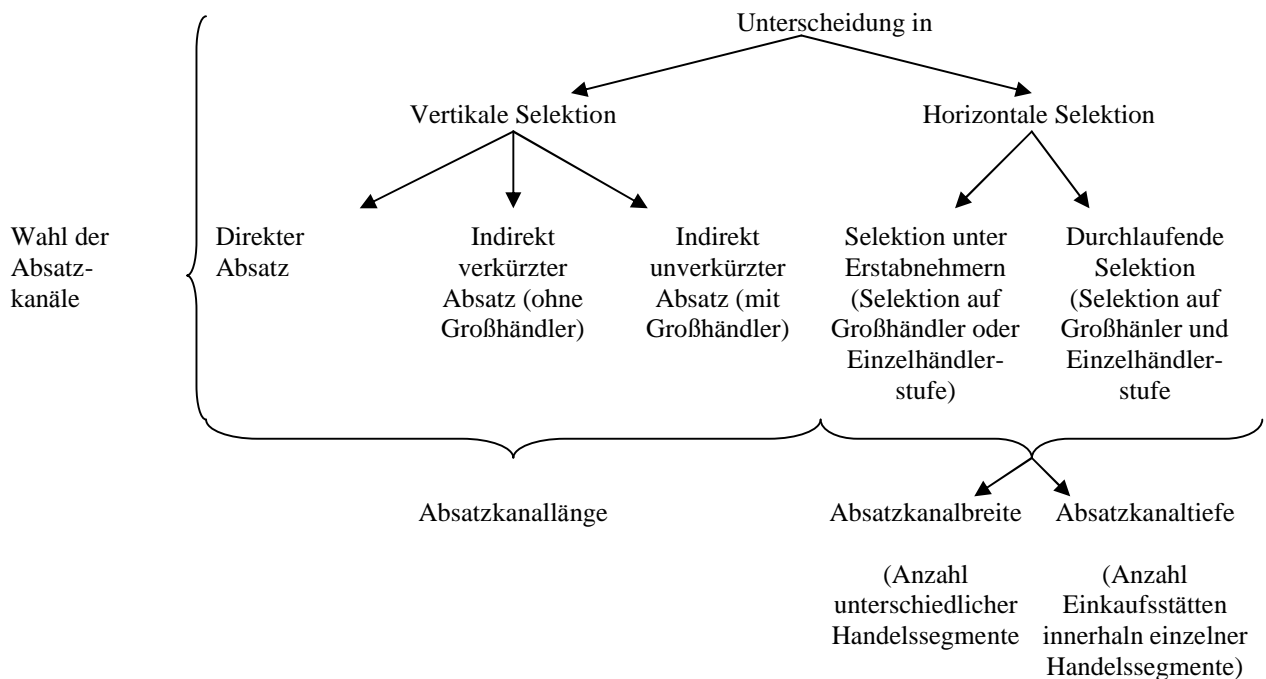 Unterscheidung in
Vertikale Selektion
Horizontale Selektion
Wahl der
Absatz-
kanäle
Direkter
Absatz
Indirekt
verkürzter
Absatz (ohne
Großhändler)
Indirekt
unverkürzter
Absatz (mit
Großhändler)
Selektion unter
Erstabnehmern
(Selektion auf
Großhändler oder
Einzelhändler-
stufe)
Durchlaufende
Selektion
(Selektion auf
Großhänler und
Einzelhändler-
stufe
Absatzkanallänge
Absatzkanalbreite
(Anzahl
unterschiedlicher
Handelssegmente
Absatzkanaltiefe
(Anzahl
Einkaufsstätten
innerhaln einzelner
Handelssegmente)